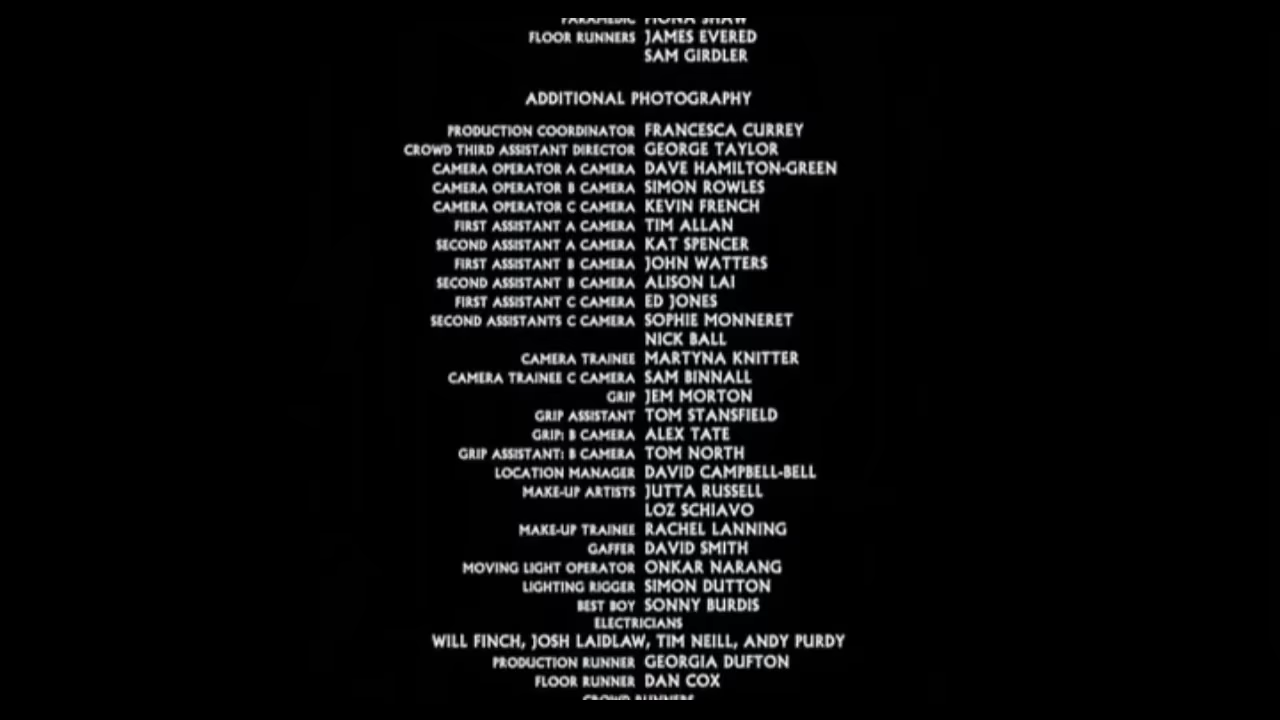 PARAMEDIC FIONA SHAW
FLOOR RUNNERS JAMES EVERED
SAM GIRDLER
ADDITIONAL PHOTOGRAPHY
PRODUCTION COORDINATOR FRANCESCA CURREY
CROWD THIRD ASSISTANT DIRECTOR GEORGE TAYLOR
CAMERA OPERATOR A CAMERA DAVE HAMILTON-GREEN
CAMERA OPERATOR B CAMERA SIMON ROWLES
CAMERA OPERATOR C CAMERA KEVIN FRENCH
FIRST ASSISTANT A CAMERA TIM ALLAN
SECOND ASSISTANT A CAMERA KAT SPENCER
FIRST ASSISTANT B CAMERA JOHN WATTERS
SECOND ASSISTANT B CAMERA ALISON LAI
FIRST ASSISTANT C CAMERA ED JONES
SECOND ASSISTANTS C CAMERA SOPHIE MONNERET
NICK BALL
CAMERA TRAINEE MARTYNA KNITTER
CAMERA TRAINEE C CAMERA SAM BINNALL
GRIP JEM MORTON
GRIP ASSISTANT TOM STANSFIELD
GRIP: B CAMERA ALEX TATE
GRIP ASSISTANT: B CAMERA TOM NORTH
LOCATION MANAGER DAVID CAMPBELL-BELL
MAKE-UP ARTISTS JUTTA RUSSELL
LOZ SCHIAVO
MAKE-UP TRAINEE RACHEL LANNING
GAFFER DAVID SMITH
MOVING LIGHT OPERATOR ONKAR NARANG
LIGHTING RIGGER SIMON DUTTON
BEST BOY SONNY BURDIS
ELECTRICIANS
WILL FINCH, JOSH LAIDLAW, TIM NEILL, ANDY PURDY
PRODUCTION RUNNER GEORGIA DUFTON
FLOOR RUNNER DAN COX
CROWD RUNNERS